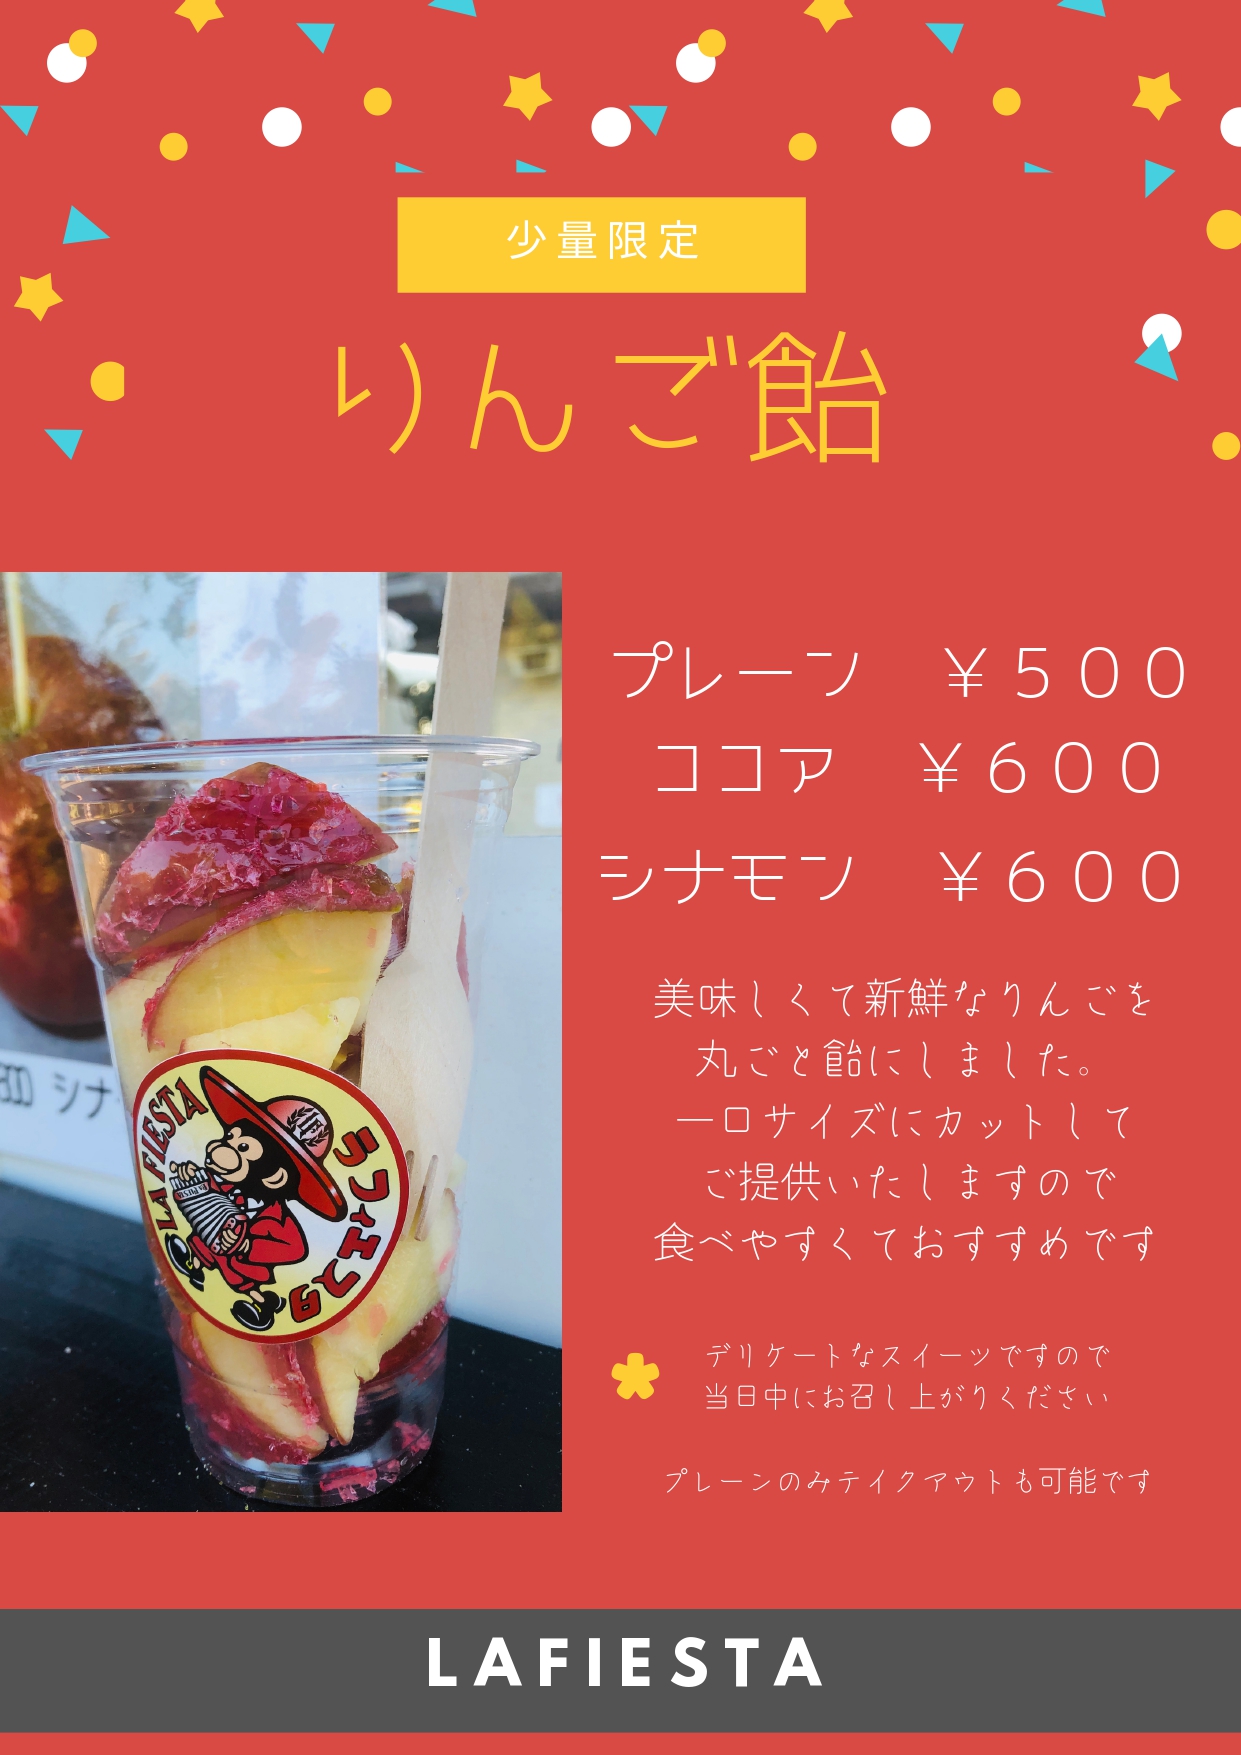 少量限定
りんご飴
プレーン ￥５００
ココア ￥６００
シナモン ￥６００
美味しくて新鮮なりんごを
丸ごと飴にしました。
一口サイズにカットして
ご提供いたしますので
食べやすくておすすめです
デリケートなスイーツですので
当日中にお召し上がりください
プレーンのみテイクアウトも可能です
シナ
LA FIESTA
ラフィエスタ
LAFIESTA